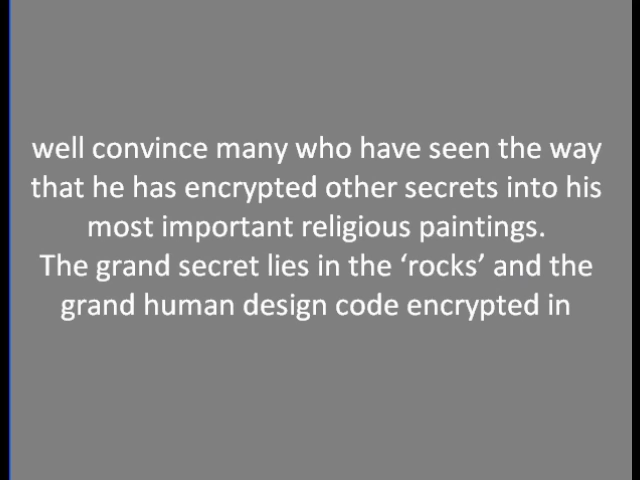 well convince many who have seen the way
that he has encrypted other secrets into his
most important religious paintings.
The grand secret lies in the ‘rocks’ and the
grand human design code encrypted in